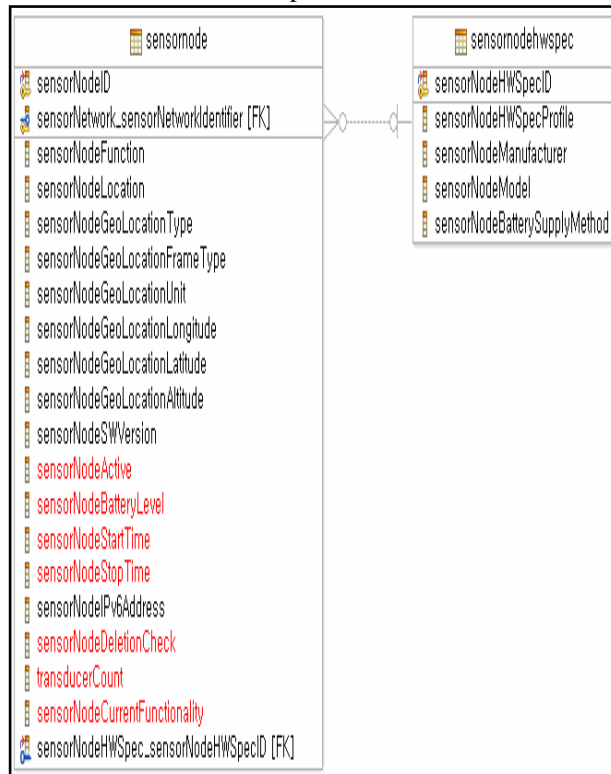 sensornode
sensorNodeID
sensorNetwork_sensorNetworkIdentifier [FK]
sensorNodeFunction
sensorNodeLocation
sensorNodeGeoLocationType
sensorNodeGeoLocationFrameType
sensorNodeGeoLocationUnit
sensorNodeGeoLocationLongitude
sensorNodeGeoLocationLatitude
sensorNodeGeoLocationAltitude
sensorNodeSWVersion
sensorNodeActive
sensorNodeBatteryLevel
sensorNodeStartTime
sensorNodeStopTime
sensorNodeIPv6Address
sensorNodeDeletionCheck
transducerCount
sensorNodeCurrentFunctionality
sensorNodeHWSpec_sensorNodeHWSpecID [FK]
sensornodehwspec
sensorNodeHWSpecID
sensorNodeHWSpecProfile
sensorNodeManufacturer
sensorNodeModel
sensorNodeBatterySupplyMethod